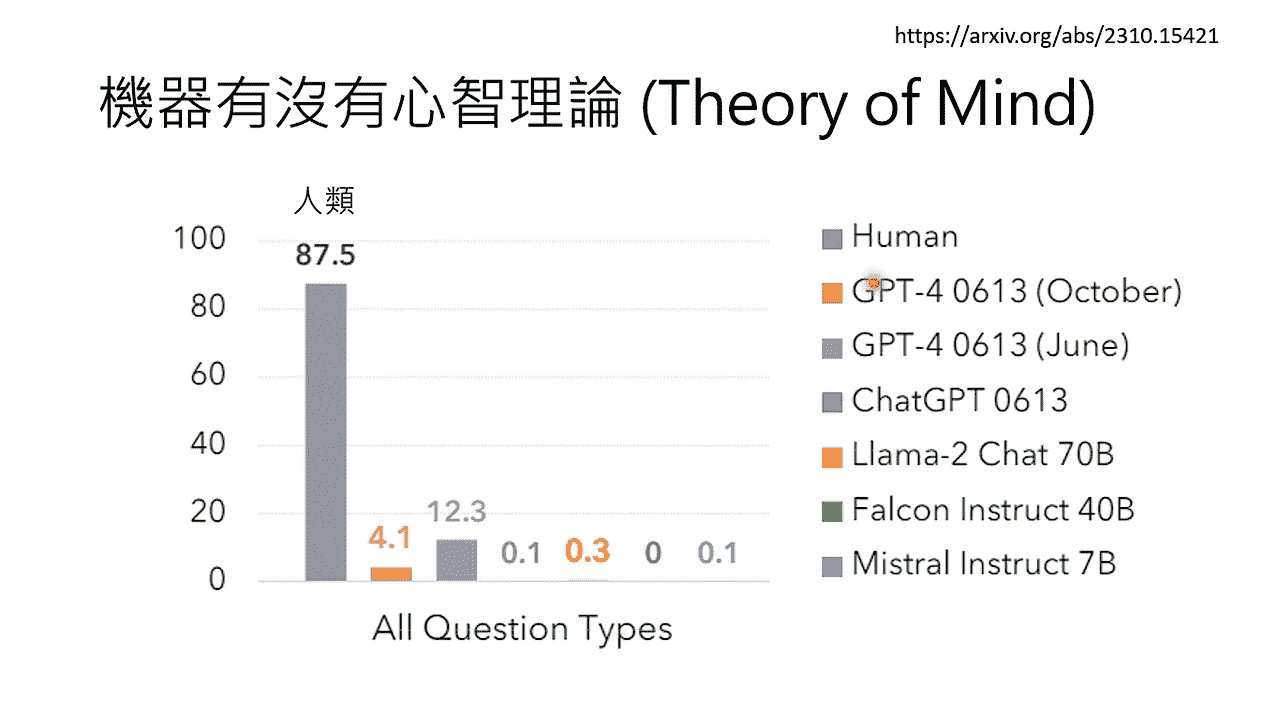 https://arxiv.org/abs/2310.15421
機器有沒有心智理論 (Theory of Mind)
人類
100
80
60
40
20
0
87.5
4.1
12.3
0.1
0.3
0
0.1
All Question Types
Human
GPT-4 0613 (October)
GPT-4 0613 (June)
ChatGPT 0613
Llama-2 Chat 70B
Falcon Instruct 40B
Mistral Instruct 7B